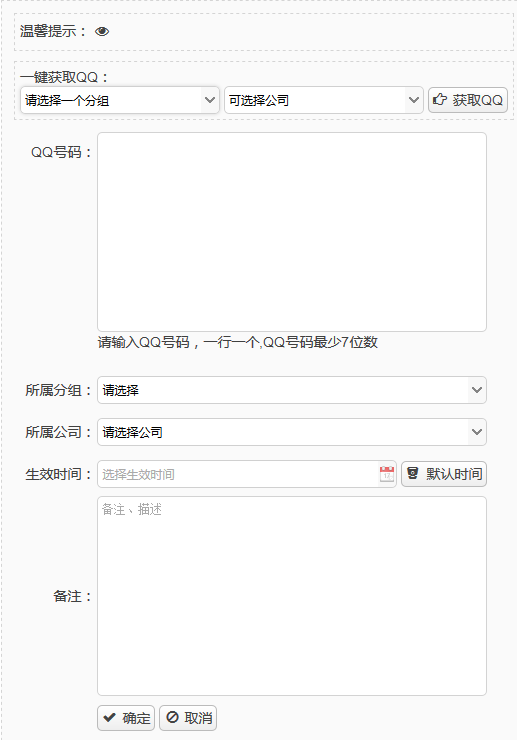 温馨提示：
一键获取QQ：
请选择一个分组 可选择公司 获取QQ
QQ号码：
请输入QQ号码，一行一个,QQ号码最少7位数
所属分组： 请选择
所属公司： 请选择公司
生效时间： 选择生效时间 默认时间
备注、描述
备注：
确定 取消